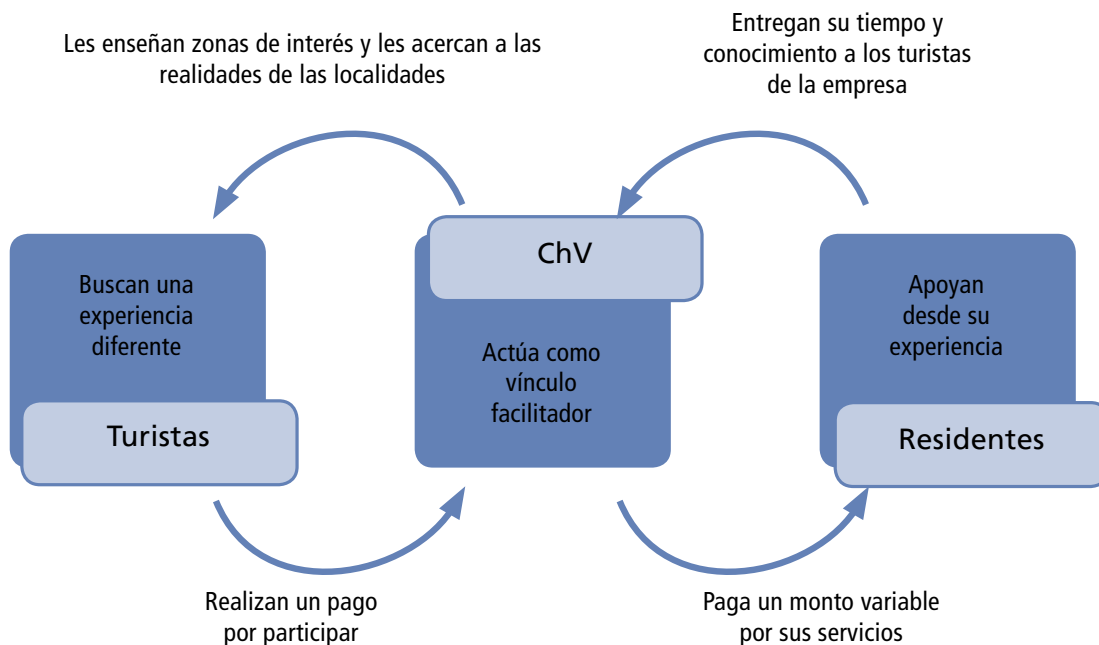 Les enseñan zonas de interés y les acercan a las
realidades de las localidades
Entregan su tiempo y
conocimiento a los turistas
de la empresa
Buscan una
experiencia
diferente
Turistas
ChV
Actúa como
vínculo
facilitador
Apoyan
desde su
experiencia
Residentes
Realizan un pago
por participar
Paga un monto variable
por sus servicios